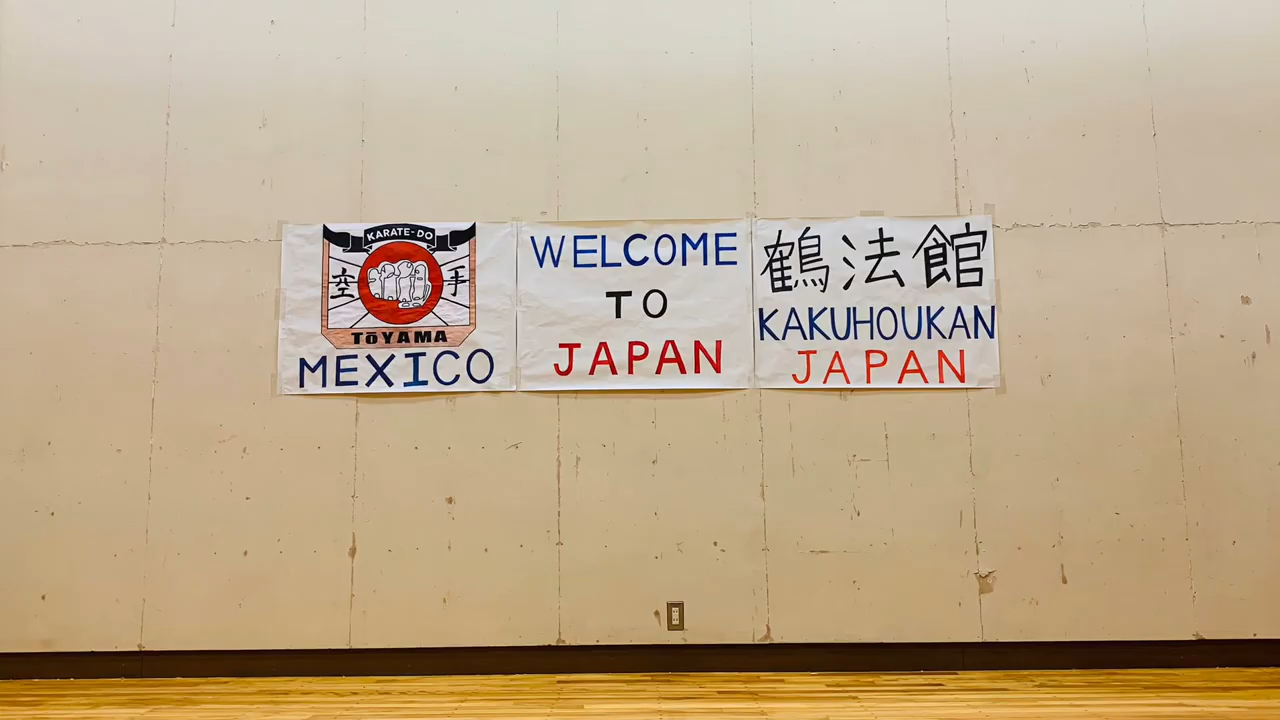 KARATE-DO
空手
TōYAMA
MEXICO
WELCOME
TO
JAPAN
鶴法館
KAKUHOUKAN
JAPAN